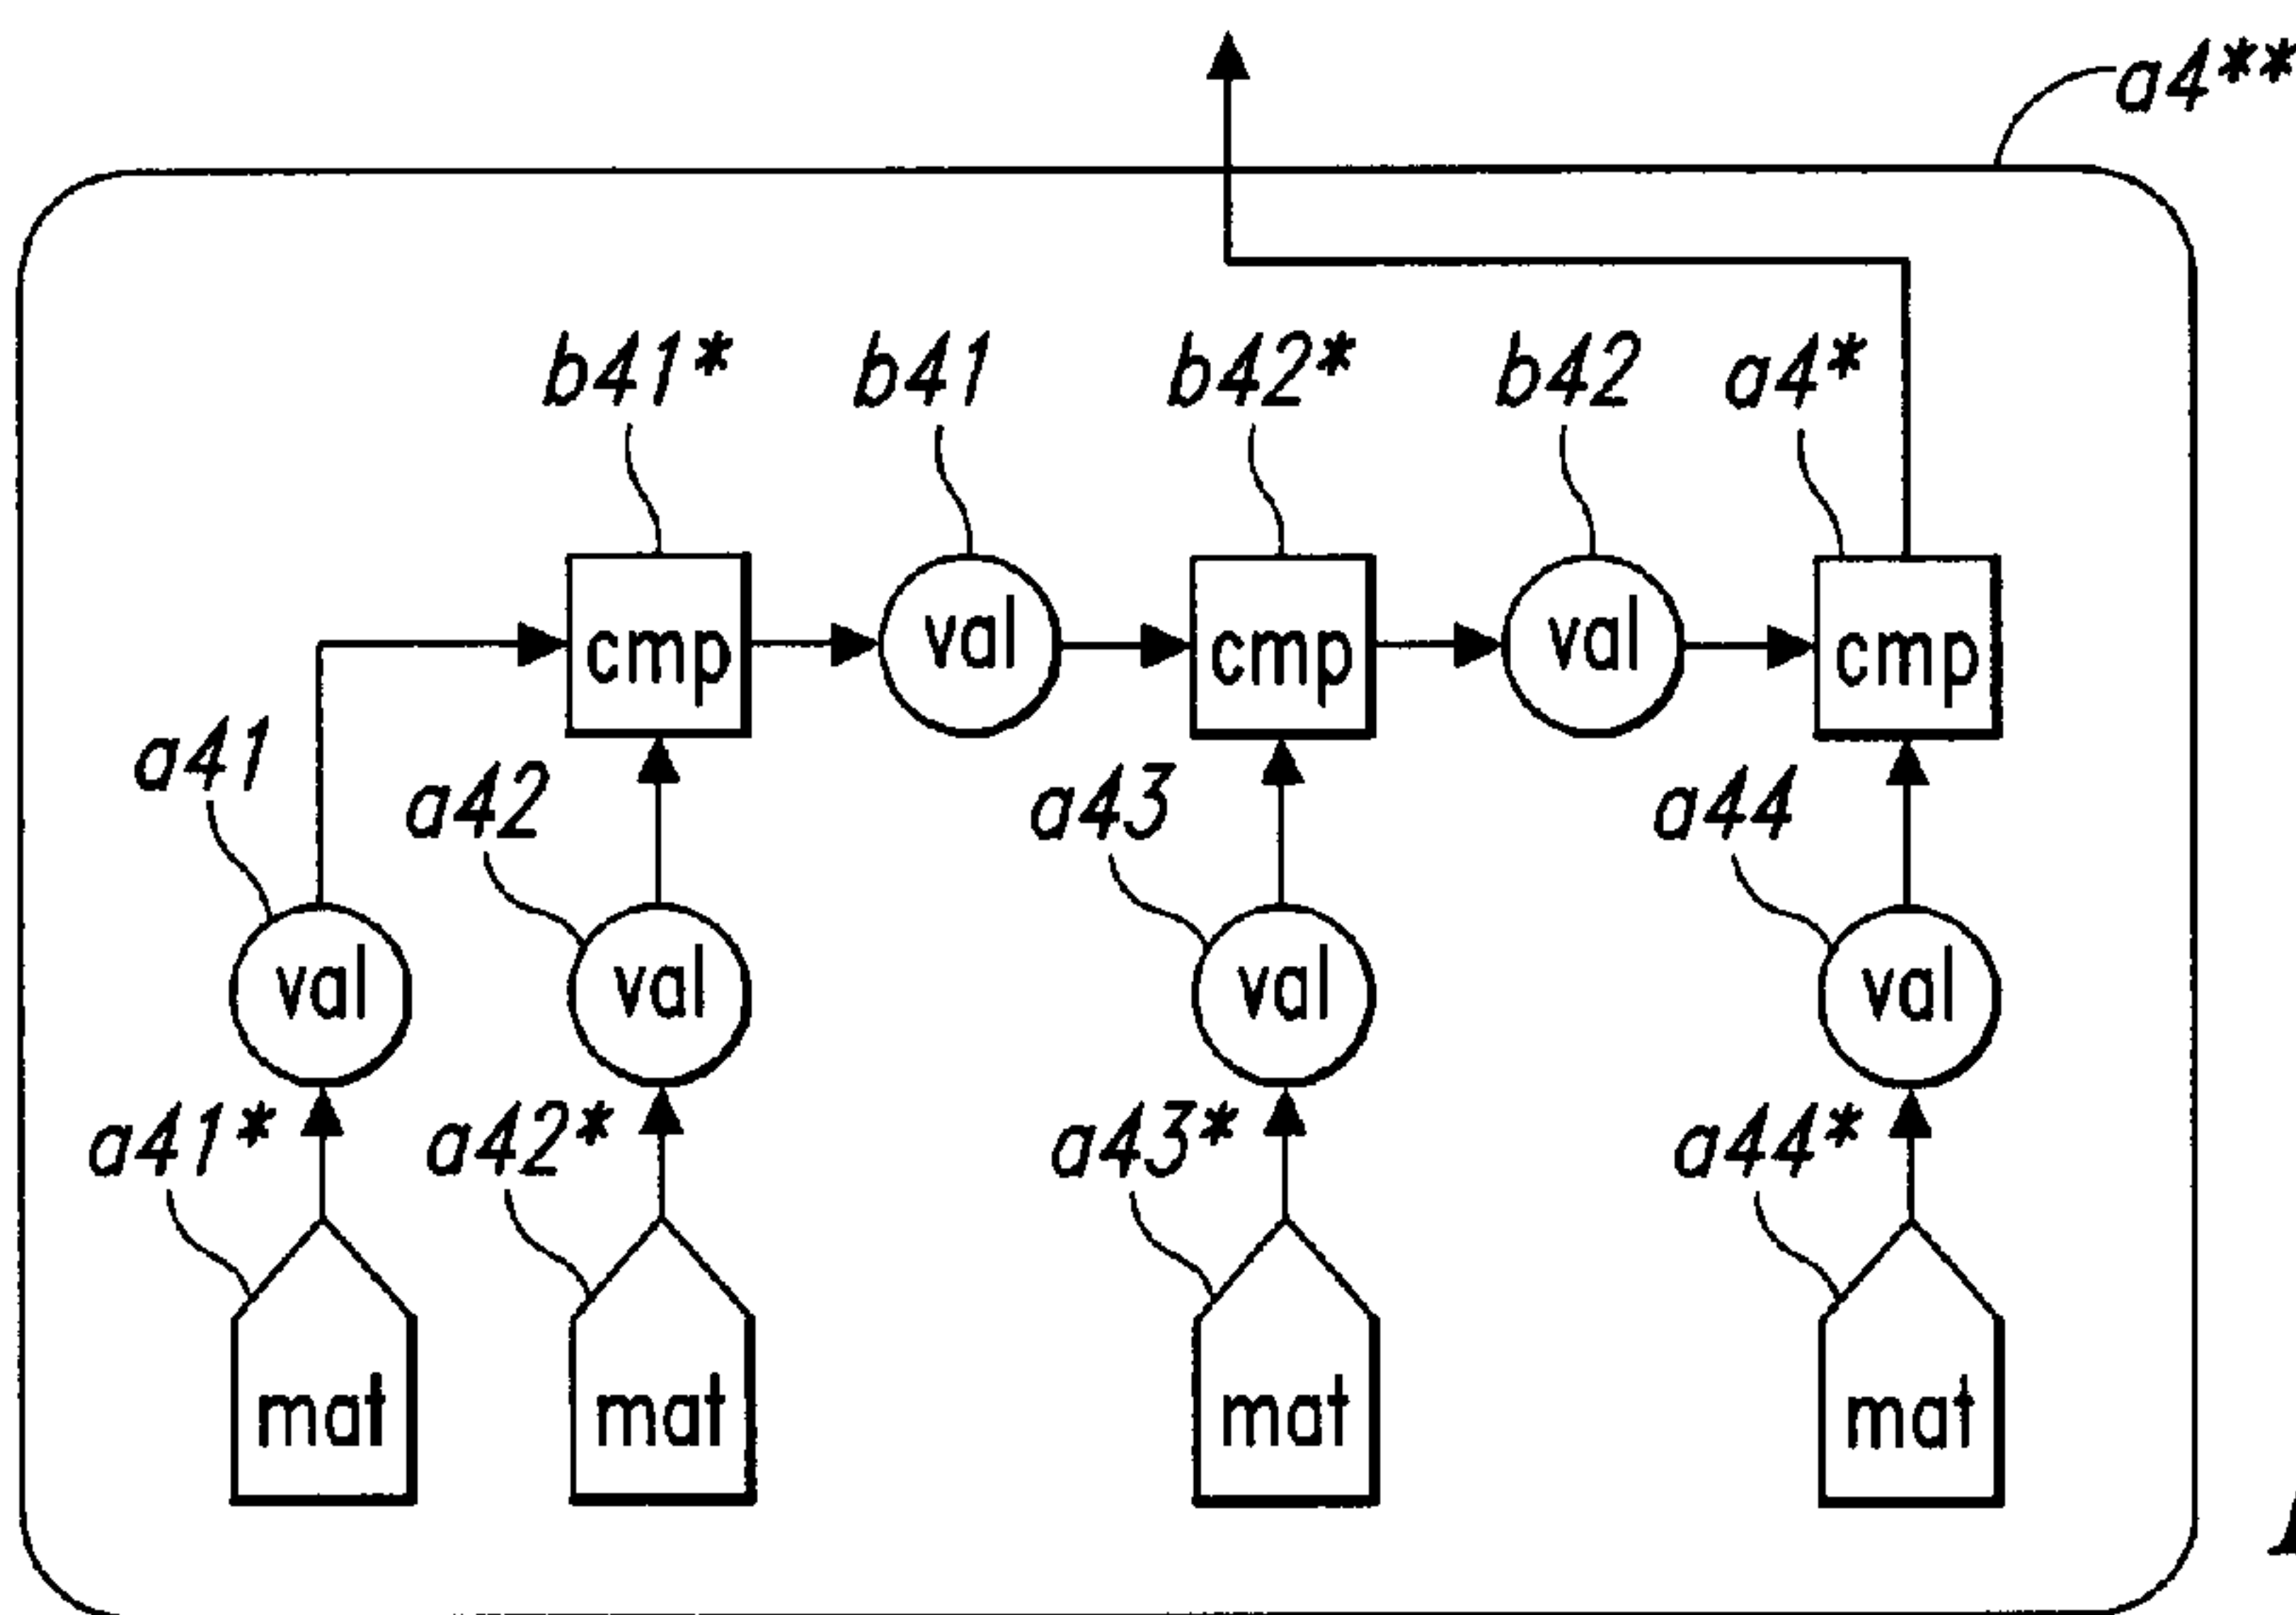 a4**
b41* b41 b42* b42 a4*
cmp val cmp val cmp
a41 a42 a43 a44
val val val val
a41* a42* a43* a44*
mat mat mat mat